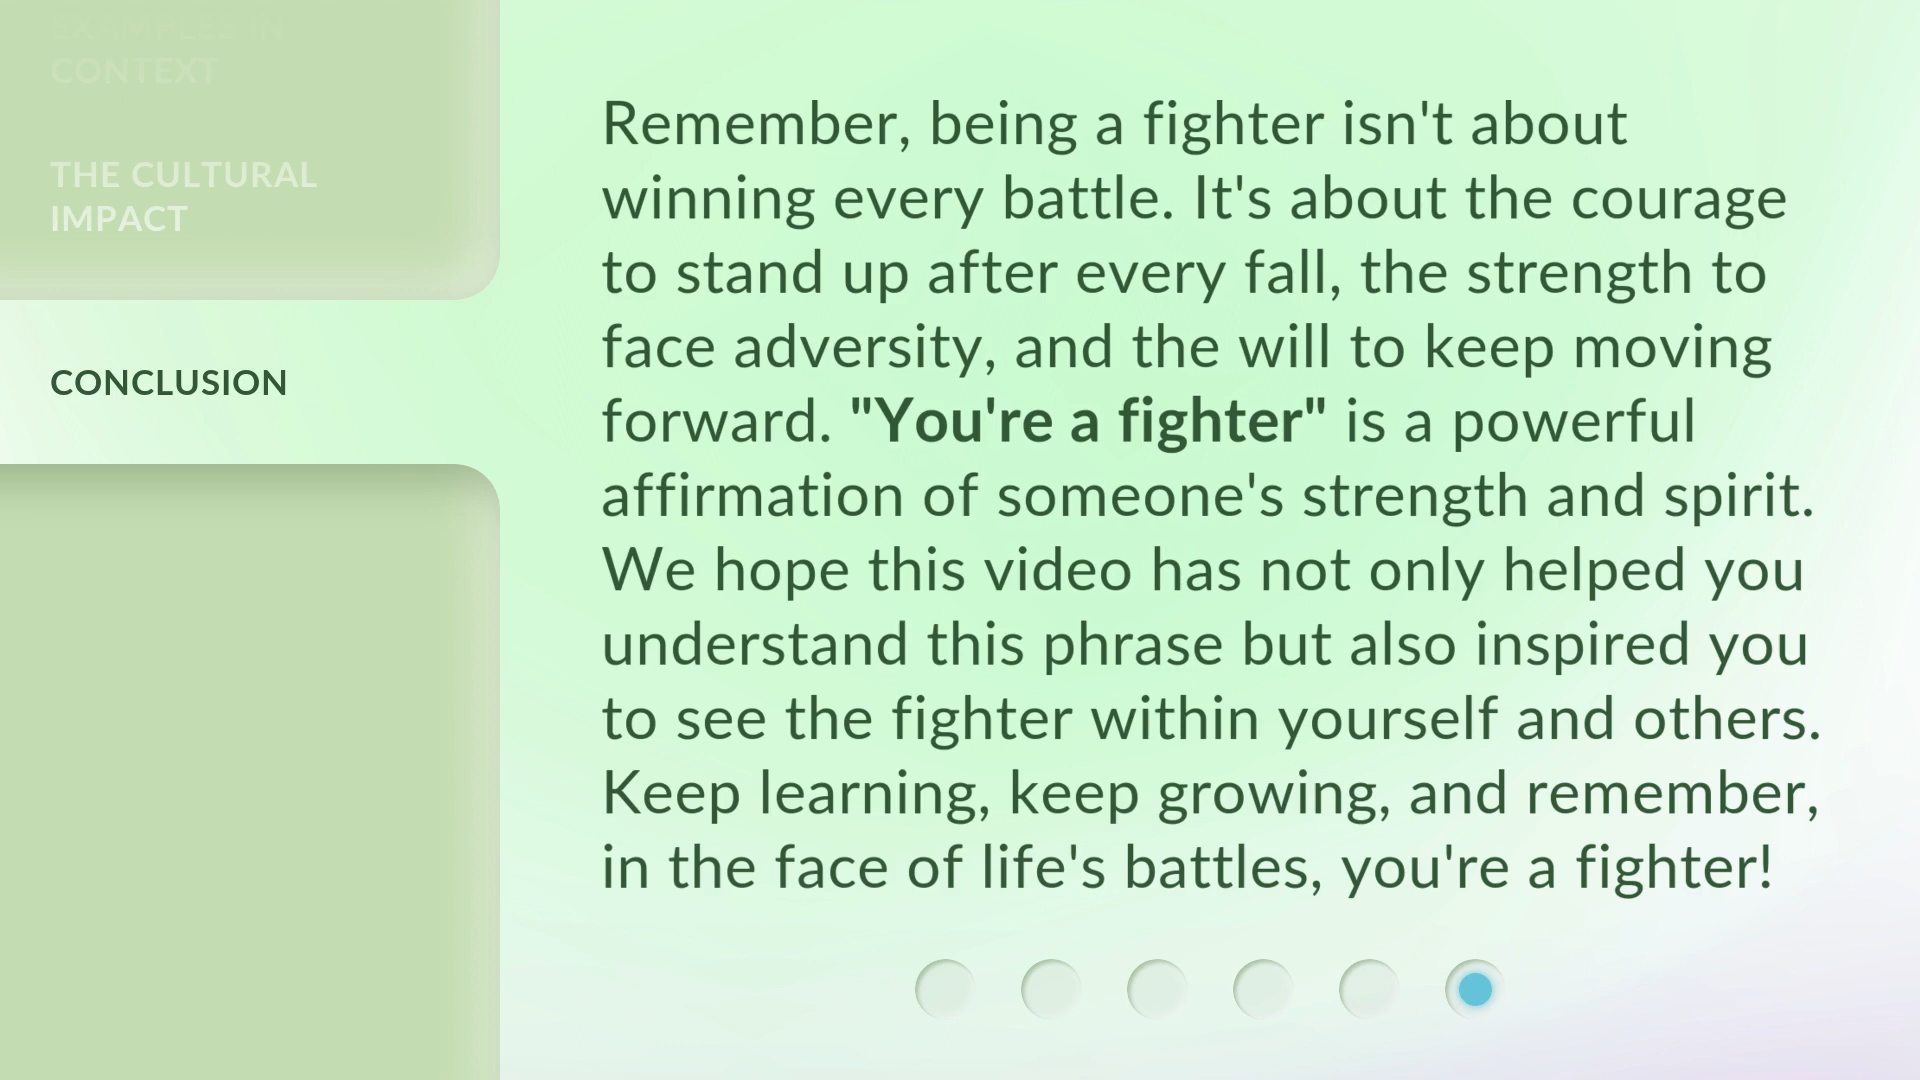 EXAMPLES IN
CONTEXT
THE CULTURAL
IMPACT
CONCLUSION
Remember, being a fighter isn't about
winning every battle. It's about the courage
to stand up after every fall, the strength to
face adversity, and the will to keep moving
forward. "You're a fighter" is a powerful
affirmation of someone's strength and spirit.
We hope this video has not only helped you
understand this phrase but also inspired you
to see the fighter within yourself and others.
Keep learning, keep growing, and remember,
in the face of life's battles, you're a fighter!